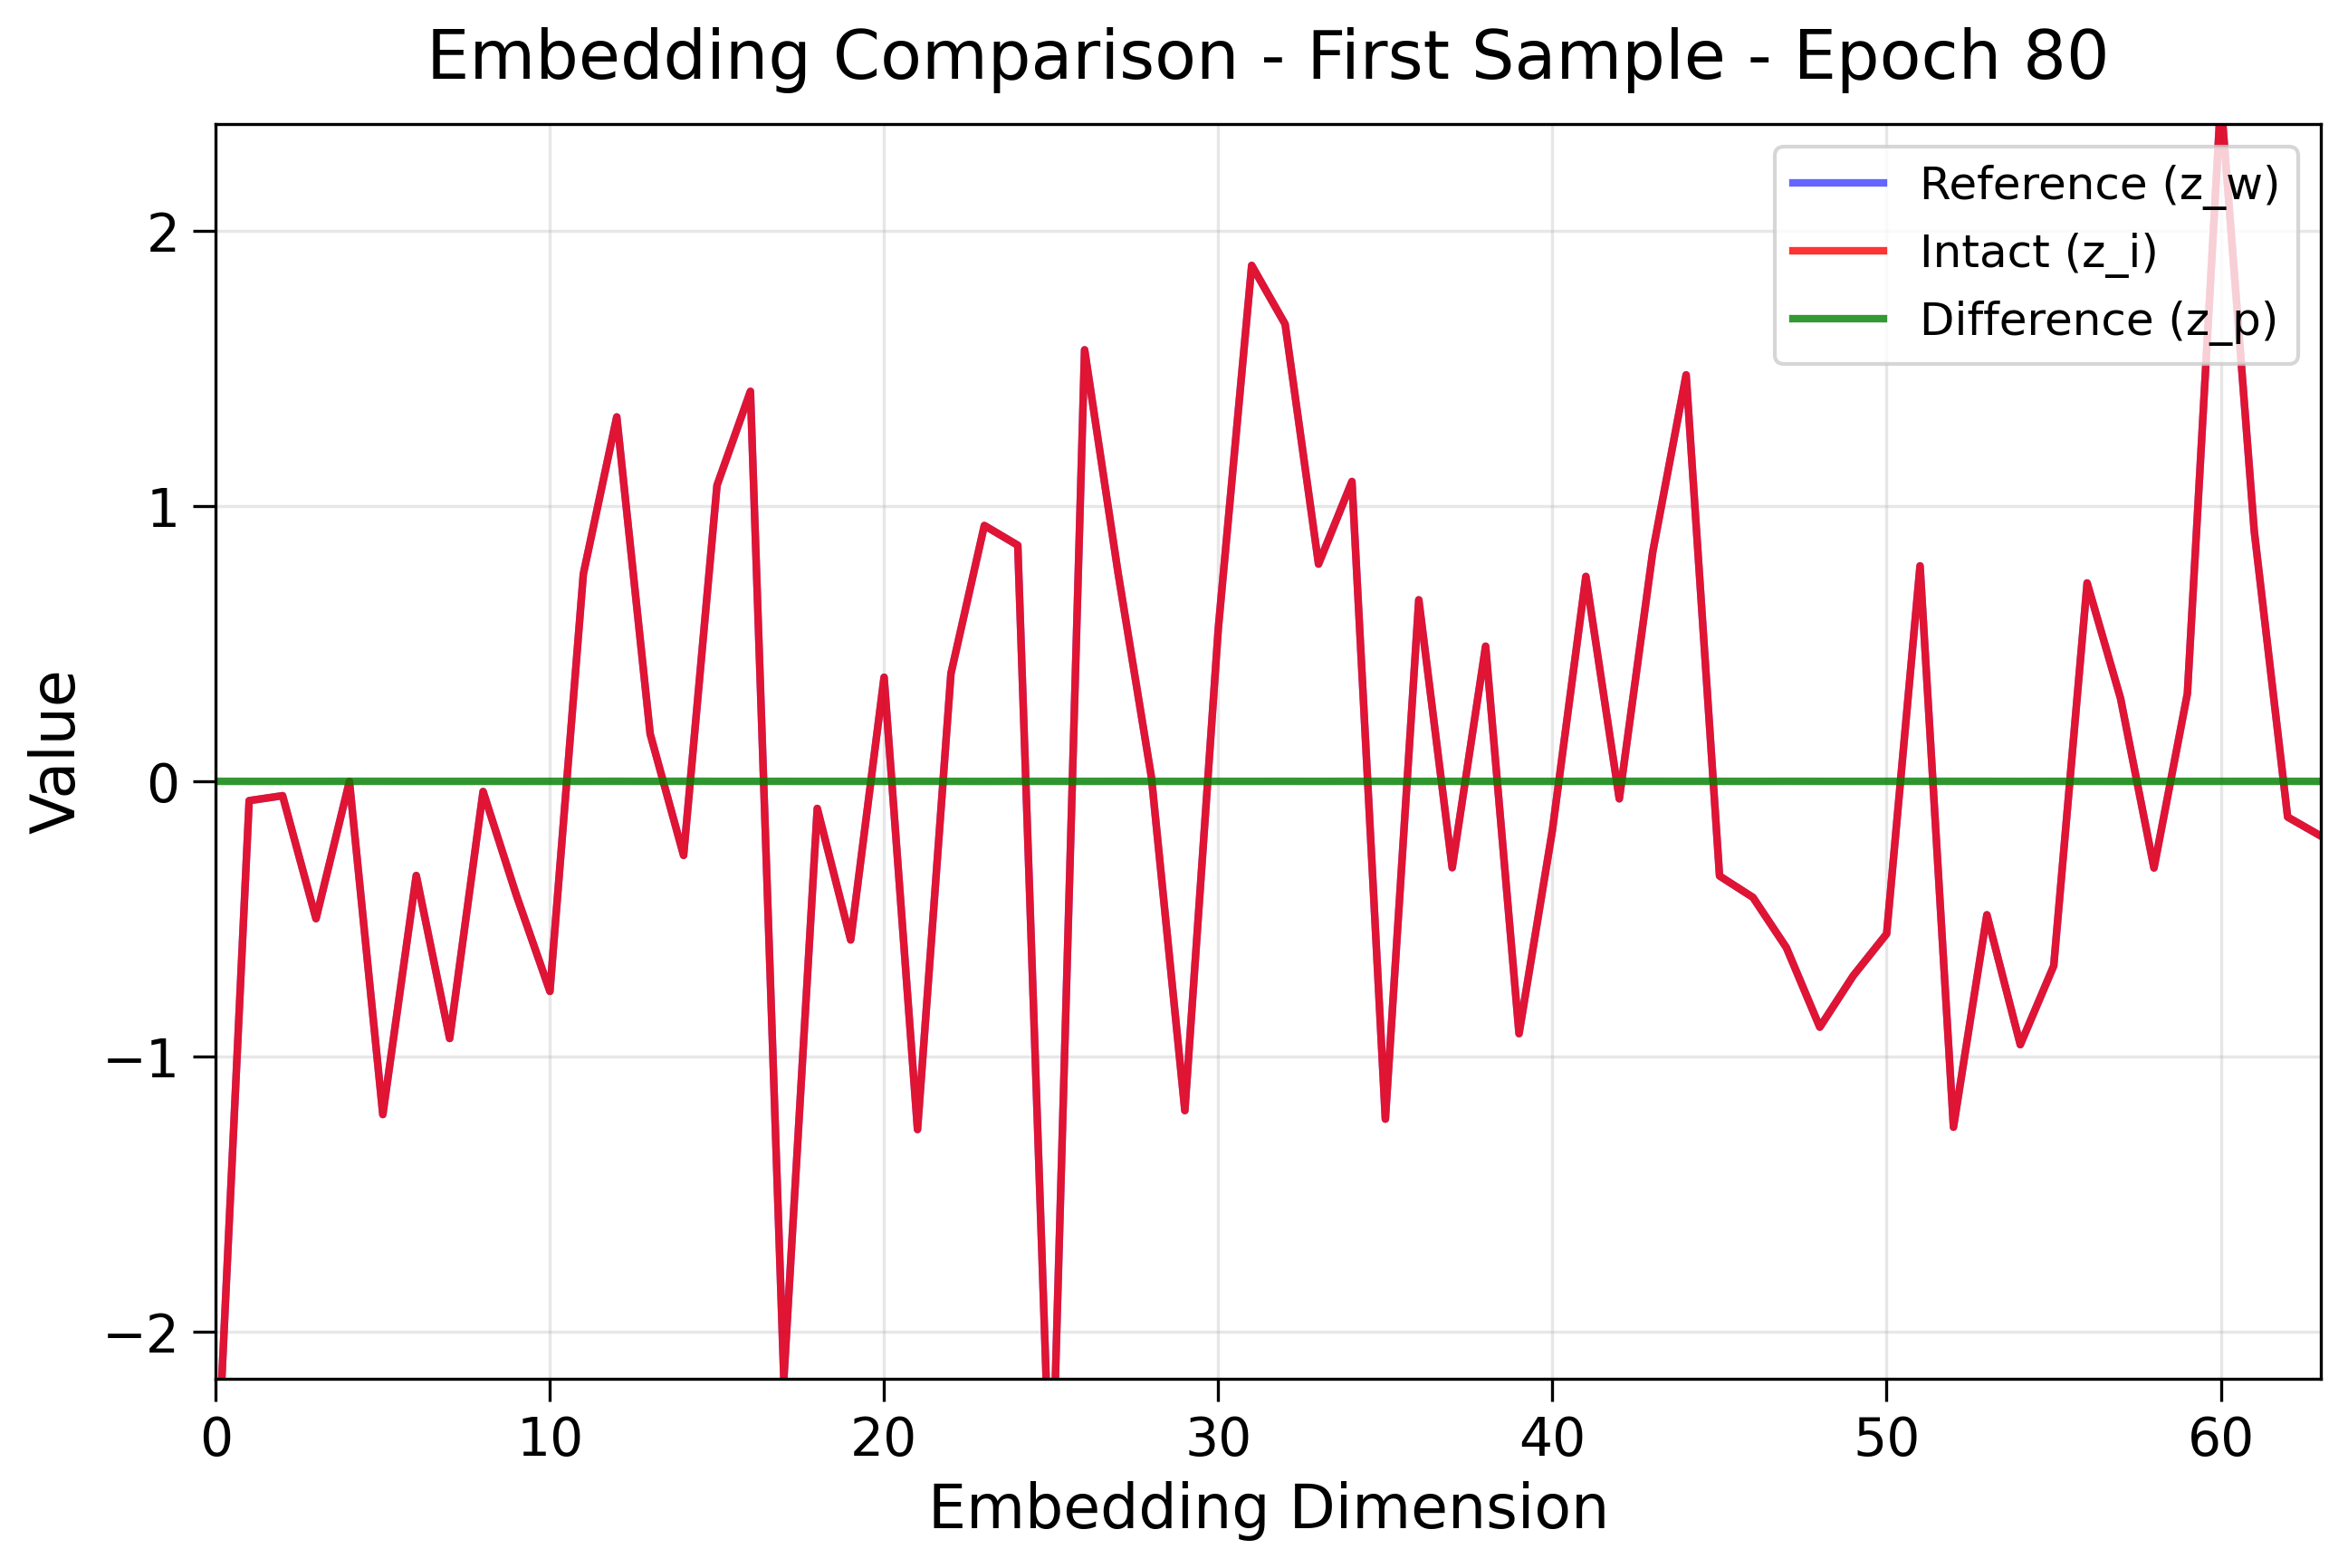 Embedding Comparison - First Sample - Epoch 80
Reference (z_w)
Intact (z_i)
Difference (z_p)
Value
2
1
0
−1
−2
0 10 20 30 40 50 60
Embedding Dimension